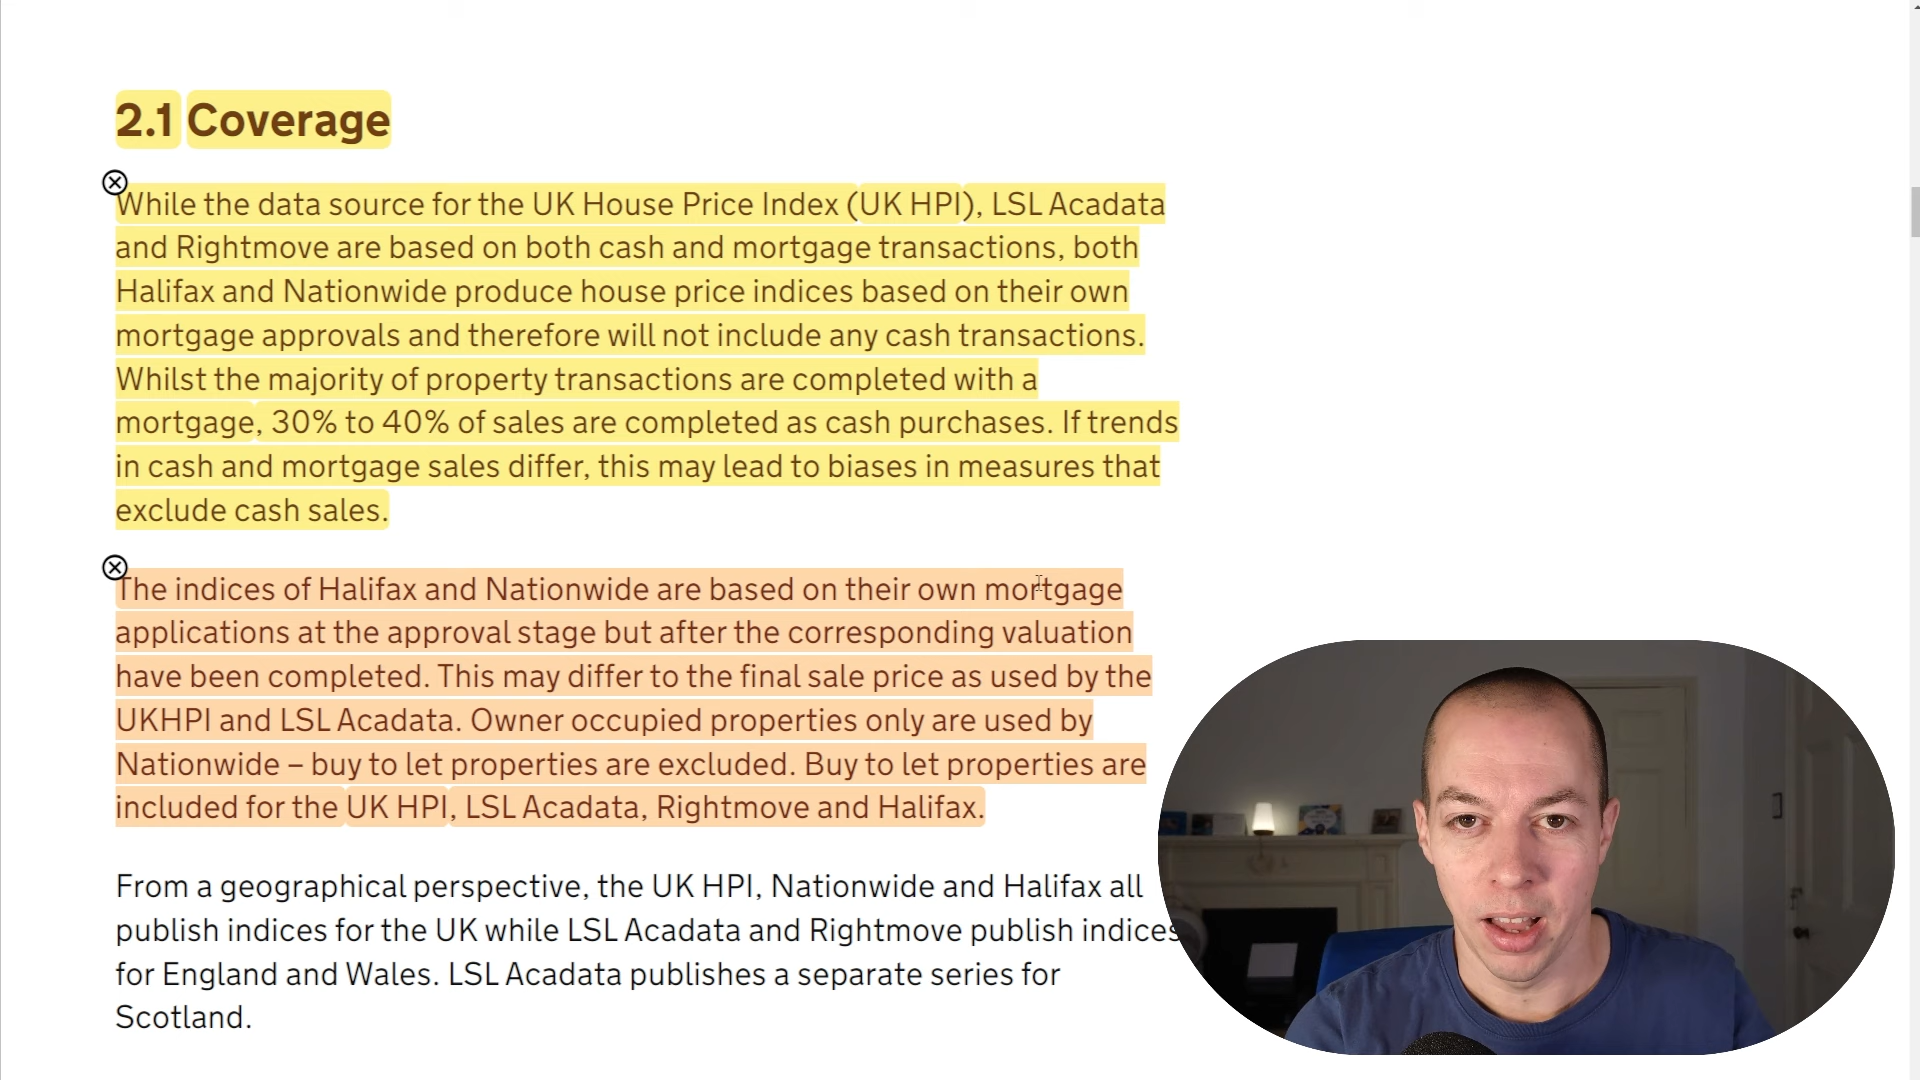 2.1 Coverage
While the data source for the UK House Price Index (UK HPI), LSL Acadata
and Rightmove are based on both cash and mortgage transactions, both
Halifax and Nationwide produce house price indices based on their own
mortgage approvals and therefore will not include any cash transactions.
Whilst the majority of property transactions are completed with a
mortgage, 30% to 40% of sales are completed as cash purchases. If trends
in cash and mortgage sales differ, this may lead to biases in measures that
exclude cash sales.
The indices of Halifax and Nationwide are based on their own mortgage
applications at the approval stage but after the corresponding valuation
have been completed. This may differ to the final sale price as used by the
UKHPI and LSL Acadata. Owner occupied properties only are used by
Nationwide – buy to let properties are excluded. Buy to let properties are
included for the UK HPI, LSL Acadata, Rightmove and Halifax.
From a geographical perspective, the UK HPI, Nationwide and Halifax all
publish indices for the UK while LSL Acadata and Rightmove publish indices
for England and Wales. LSL Acadata publishes a separate series for
Scotland.